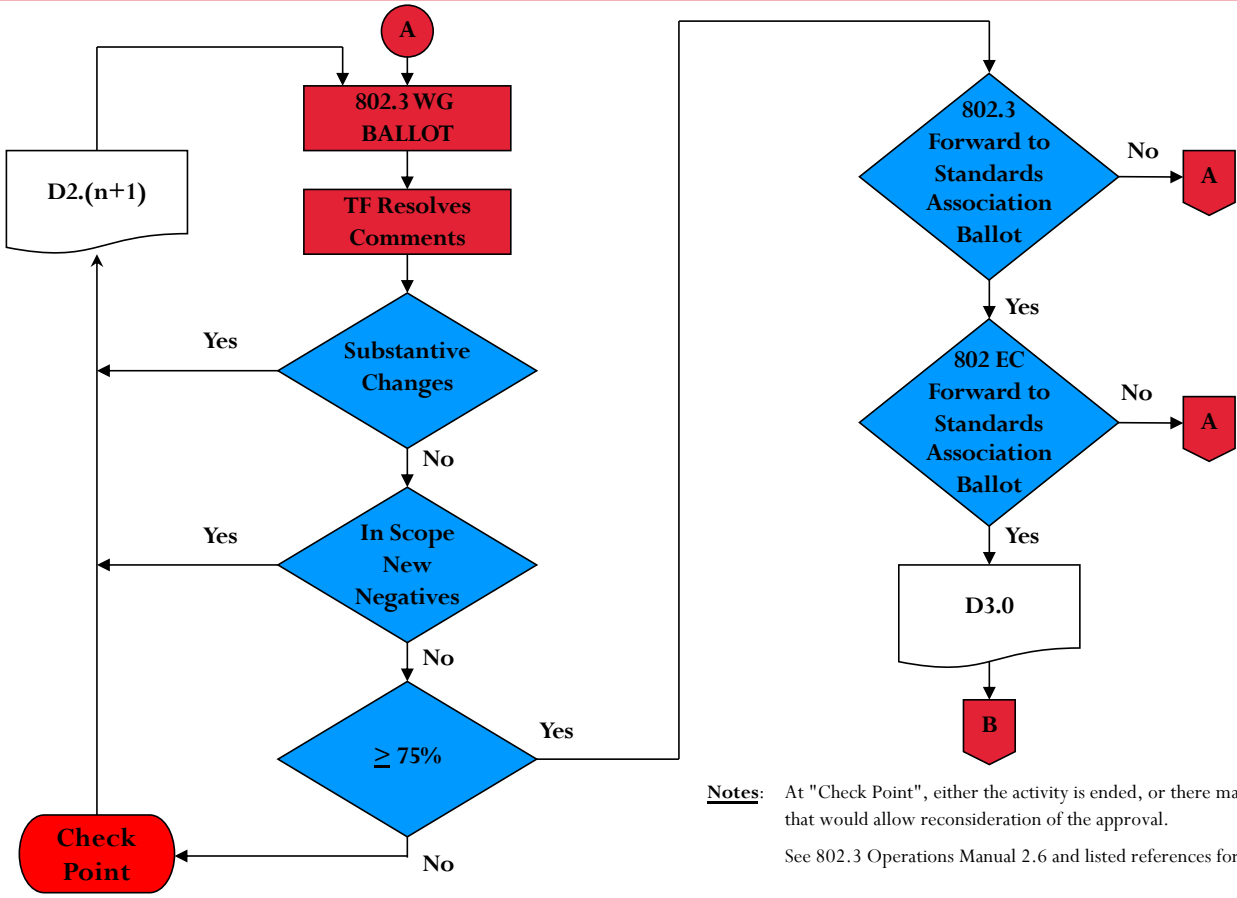 A
802.3 WG
BALLOT
D2.(n+1)
TF Resolves
Comments
Yes
Substantive
Changes
No
Yes
In Scope
New
Negatives
No
≥ 75%
Yes
No
Check
Point
802.3
Forward to
Standards
Association
Ballot
No
A
Yes
802 EC
Forward to
Standards
Association
Ballot
No
A
Yes
D3.0
B
Notes: At "Check Point", either the activity is ended, or there ma
that would allow reconsideration of the approval.
See 802.3 Operations Manual 2.6 and listed references for